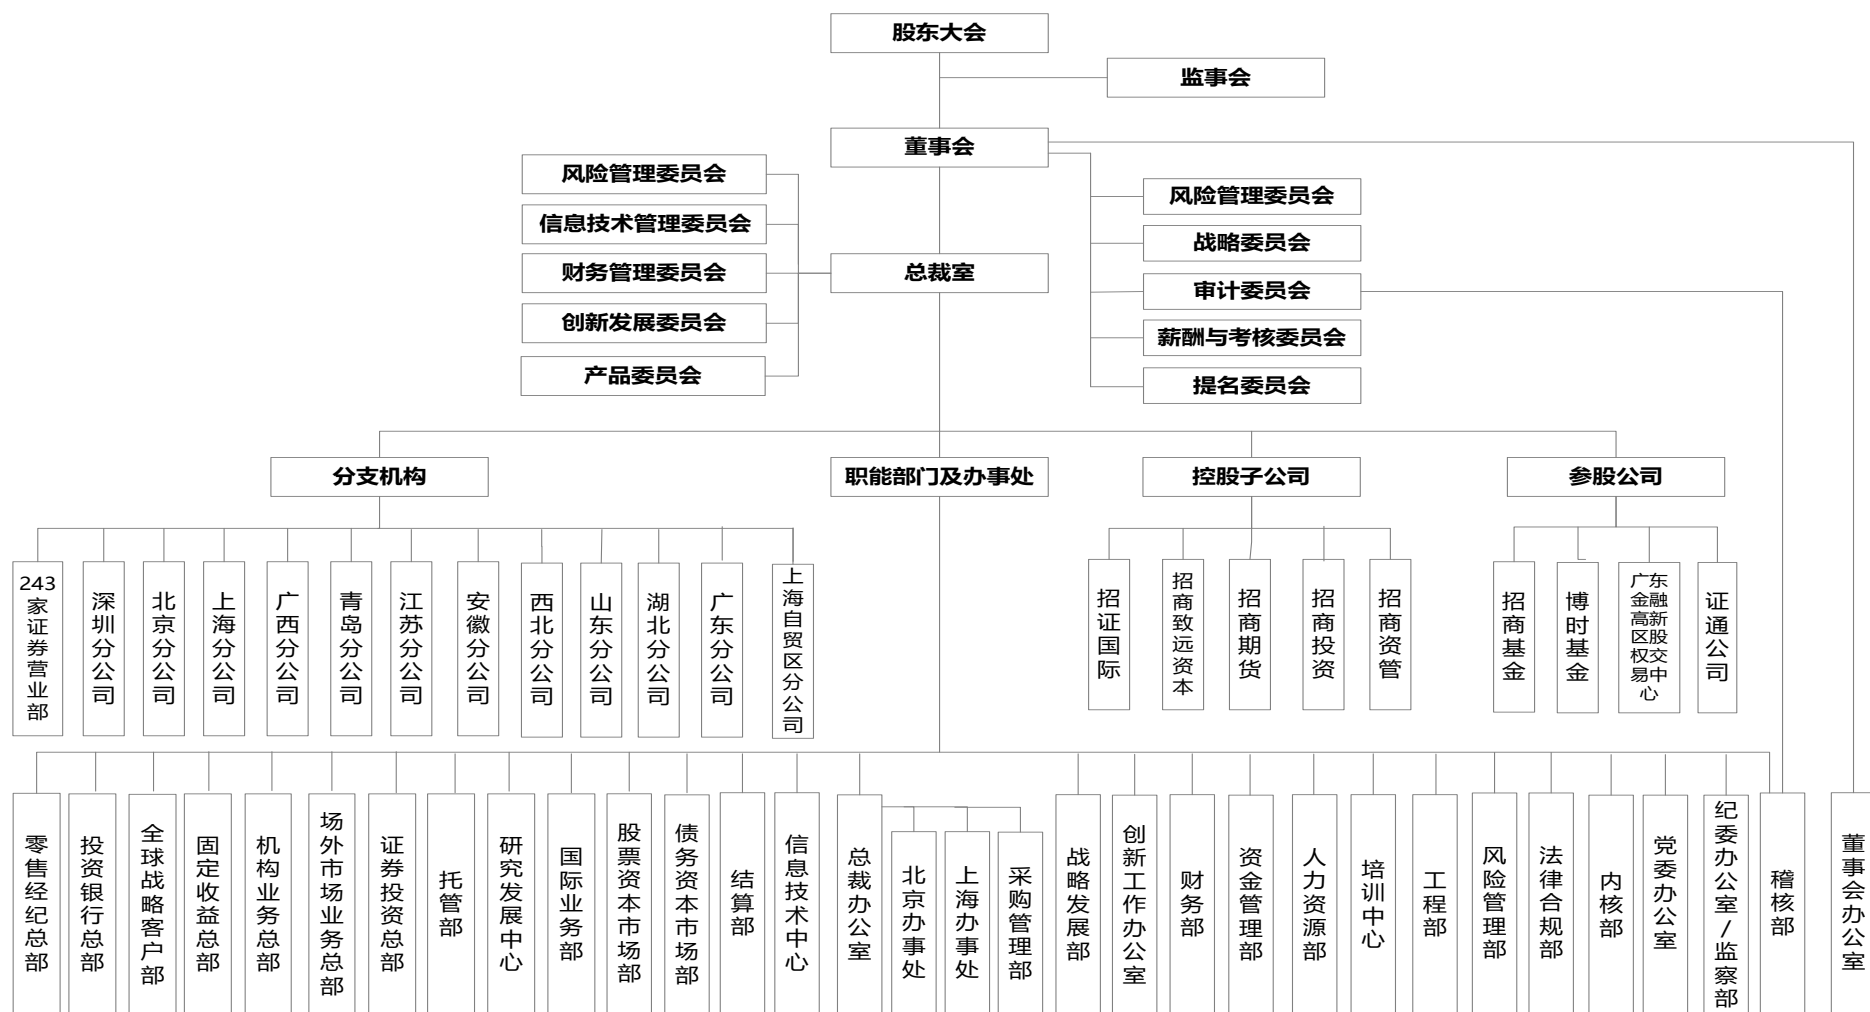 股东大会
监事会
董事会
风险管理委员会
信息技术管理委员会
财务管理委员会
创新发展委员会
产品委员会
总裁室
风险管理委员会
战略委员会
审计委员会
薪酬与考核委员会
提名委员会
分支机构
职能部门及办事处
控股子公司
参股公司
243家证券营业部
深圳分公司
北京分公司
上海分公司
广西分公司
青岛分公司
江苏分公司
安徽分公司
西北分公司
山东分公司
湖北分公司
广东分公司
上海自贸区分公司
招证国际
招商致远资本
招商期货
招商投资
招商资管
招商基金
博时基金
广东金融高新区股权交易中心
证通公司
零售经纪总部
投资银行总部
全球战略客户部
固定收益总部
机构业务总部
场外市场业务总部
证券投资总部
托管部
研究发展中心
国际业务部
股票资本市场部
债务资本市场部
结算部
信息技术中心
总裁办公室
北京办事处
上海办事处
采购管理部
战略发展部
创新工作办公室
财务部
资金管理部
人力资源部
培训中心
工程部
风险管理部
法律合规部
内核部
党委办公室
纪委办公室/监察部
稽核部
董事会办公室